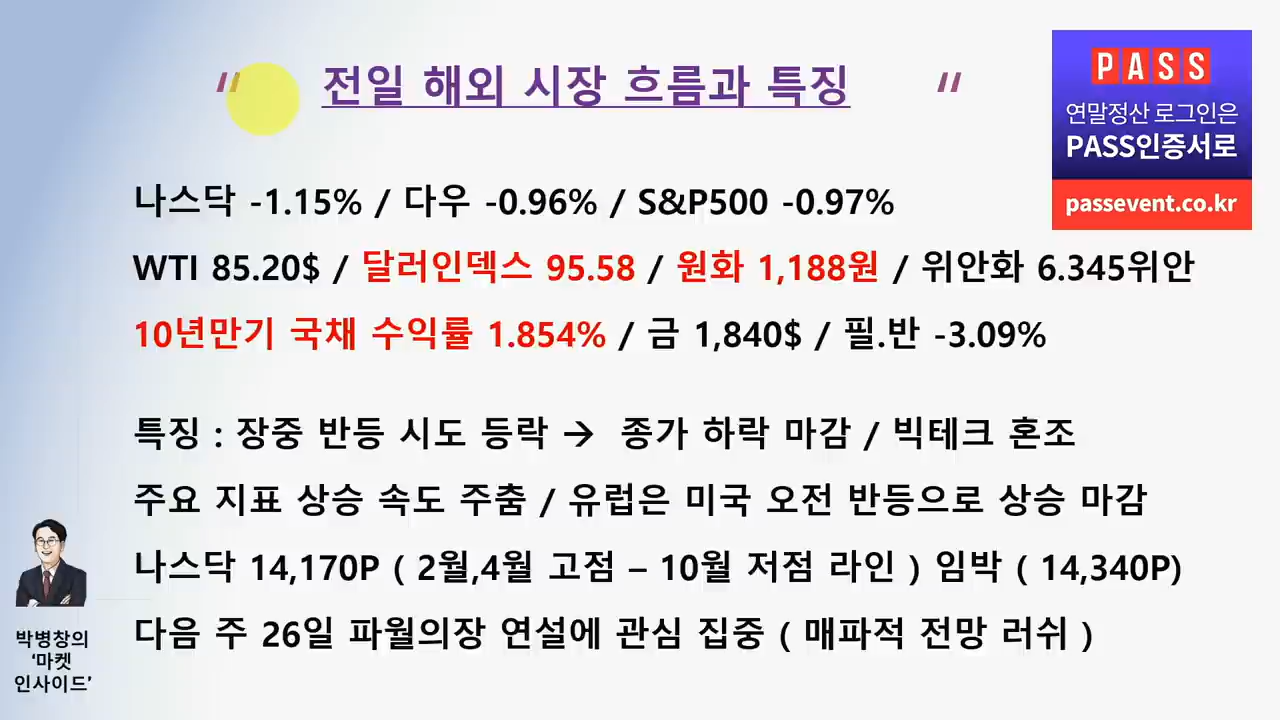 " 전일 해외 시장 흐름과 특징 "
PASS
연말정산 로그인은
PASS인증서로
passevent.co.kr
나스닥 -1.15% / 다우 -0.96% / S&P500 -0.97%
WTI 85.20$ / 달러인덱스 95.58 / 원화 1,188원 / 위안화 6.345위안
10년만기 국채 수익률 1.854% / 금 1,840$ / 필.반 -3.09%
특징 : 장중 반등 시도 등락 → 종가 하락 마감 / 빅테크 혼조
주요 지표 상승 속도 주춤 / 유럽은 미국 오전 반등으로 상승 마감
나스닥 14,170P ( 2월,4월 고점 – 10월 저점 라인 ) 임박 ( 14,340P)
다음 주 26일 파월의장 연설에 관심 집중 ( 매파적 전망 러쉬 )
박병창의
‘마켓
인사이드’